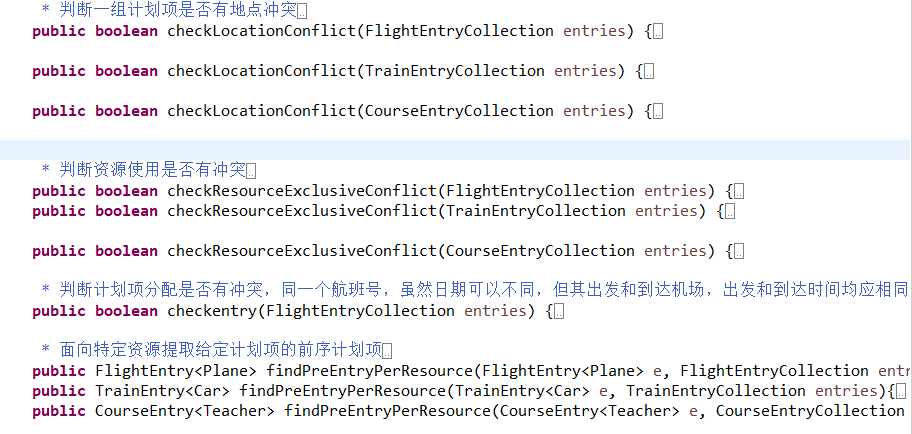 * 判断一组计划项是否有地点冲突
public boolean checkLocationConflict(FlightEntryCollection entries) {
public boolean checkLocationConflict(TrainEntryCollection entries) {
public boolean checkLocationConflict(CourseEntryCollection entries) {
* 判断资源使用是否有冲突
public boolean checkResourceExclusiveConflict(FlightEntryCollection entries) {
public boolean checkResourceExclusiveConflict(TrainEntryCollection entries) {
public boolean checkResourceExclusiveConflict(CourseEntryCollection entries) {
* 判断计划项分配是否有冲突，同一个航班号，虽然日期可以不同，但其出发和到达机场，出发和到达时间均应相同
public boolean checkentry(FlightEntryCollection entries) {
* 面向特定资源提取给定计划项的前序计划项
public FlightEntry<Plane> findPreEntryPerResource(FlightEntry<Plane> e, FlightEntryCollection entr
public TrainEntry<Car> findPreEntryPerResource(TrainEntry<Car> e, TrainEntryCollection entries){
public CourseEntry<Teacher> findPreEntryPerResource(CourseEntry<Teacher> e, CourseEntryCollection